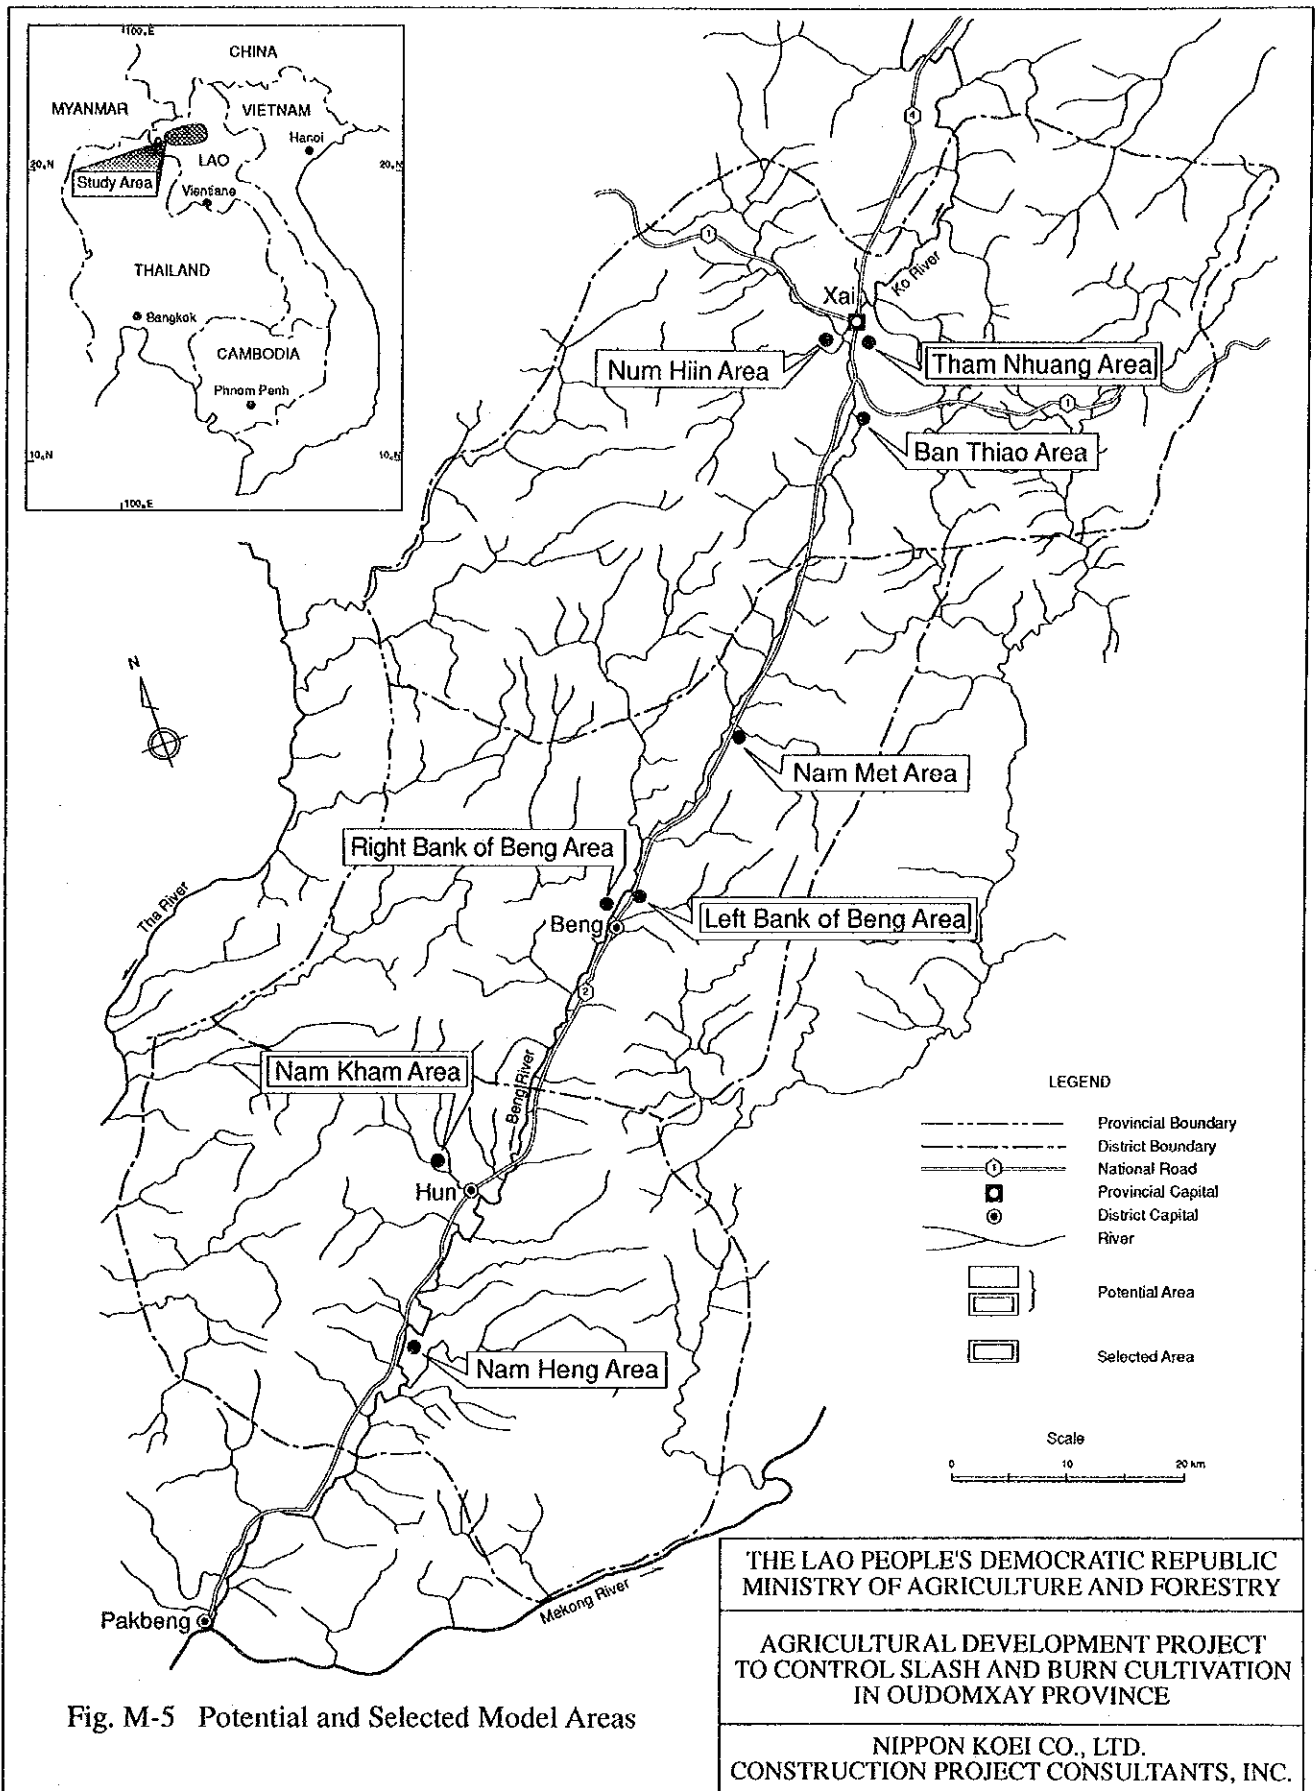 100°E
CHINA
MYANMAR
VIETNAM
Hanoi
20°N
LAO
20°N
Study Area
Vientiane
THAILAND
Bangkok
CAMBODIA
Phnom Penh
10°N
10°N
100°E
4
1
Ko River
Xai
Num Hiin Area
Tham Nhuang Area
1
Ban Thiao Area
N
Nam Met Area
Right Bank of Beng Area
Tha River
Left Bank of Beng Area
Beng
2
Nam Kham Area
Beng River
Hun
Nam Heng Area
LEGEND
Provincial Boundary
District Boundary
1 National Road
Provincial Capital
District Capital
River
Potential Area
Selected Area
Scale
0 10 20 km
Mekong River
Pakbeng
Fig. M-5 Potential and Selected Model Areas
THE LAO PEOPLE'S DEMOCRATIC REPUBLIC
MINISTRY OF AGRICULTURE AND FORESTRY
AGRICULTURAL DEVELOPMENT PROJECT
TO CONTROL SLASH AND BURN CULTIVATION
IN OUDOMXAY PROVINCE
NIPPON KOEI CO., LTD.
CONSTRUCTION PROJECT CONSULTANTS, INC.